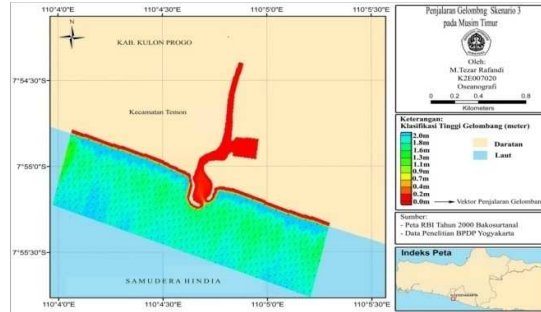 110°4'0"E
110°4'30"E
110°5'0"E
110°5'30"E
N
KAB. KULON PROGO
7°54'30"S
Kecamatan Temon
7°55'0"S
7°55'30"S
SAMUDERA HINDIA
110°4'0"E
110°4'30"E
110°5'0"E
110°5'30"E
Penjalaran Gelombng Skenario 3
pada Musim Timur
Oleh:
M.Tezar Rafandi
K2E007020
Oseanografi
0 0.2 0.4 0.8
Kilometers
Keterangan:
Klasifikasi Tinggi Gelombang (meter)
2.0m
1.8m
1.6m
1.3m
1.1m
0.9m
0.7m
0.4m
0.2m
0.0m
Daratan
Laut
Vektor Penjalaran Gelomban
Sumber:
- Peta RBI Tahun 2000 Bakosurtanal
- Data Penelitian BPDP Yogyakarta
Indeks Peta